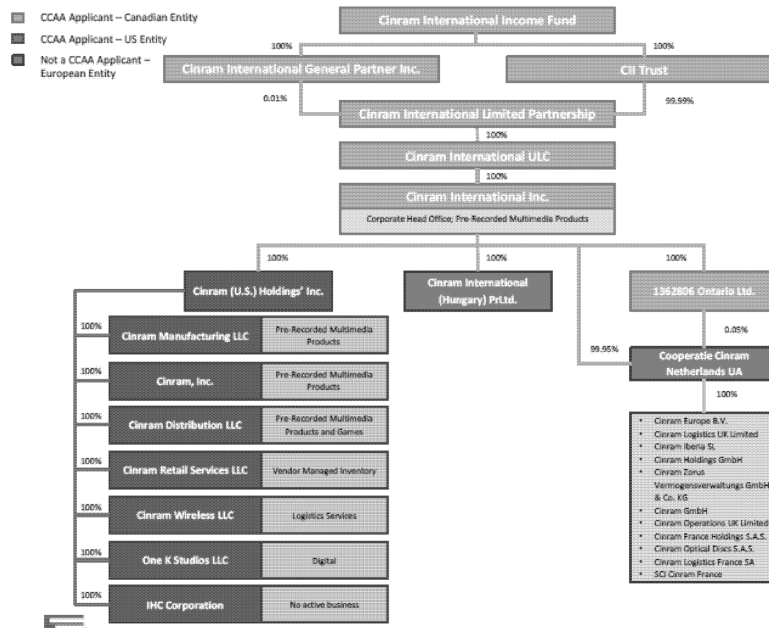 CCAA Applicant – Canadian Entity
CCAA Applicant – US Entity
Not a CCAA Applicant –
European Entity
Cinram International Income Fund
100%
100%
Cinram International General Partner Inc.
CII Trust
0.01%
99.99%
Cinram International Limited Partnership
100%
Cinram International ULC
100%
Cinram International Inc.
Corporate Head Office; Pre-Recorded Multimedia Products
100%
100%
100%
Cinram (U.S.) Holdings' Inc.
Cinram International
(Hungary) PrLtd.
1362806 Ontario Ltd.
0.05%
99.95%
Cooperatie Cinram
Netherlands UA
100%
100%
Cinram Manufacturing LLC
Pre-Recorded Multimedia
Products
100%
Cinram, Inc.
Pre-Recorded Multimedia
Products
100%
Cinram Distribution LLC
Pre-Recorded Multimedia
Products and Games
100%
Cinram Retail Services LLC
Vendor Managed Inventory
100%
Cinram Wireless LLC
Logistics Services
100%
One K Studios LLC
Digital
100%
IHC Corporation
No active business
• Cinram Europe B.V.
• Cinram Logistics UK Limited
• Cinram Iberia SL
• Cinram Holdings GmbH
• Cinram Zorus
Vermogensverwaltungs GmbH
& Co. KG
• Cinram GmbH
• Cinram Operations UK Limited
• Cinram France Holdings S.A.S.
• Cinram Optical Discs S.A.S.
• Cinram Logistics France SA
• SCI Cinram France